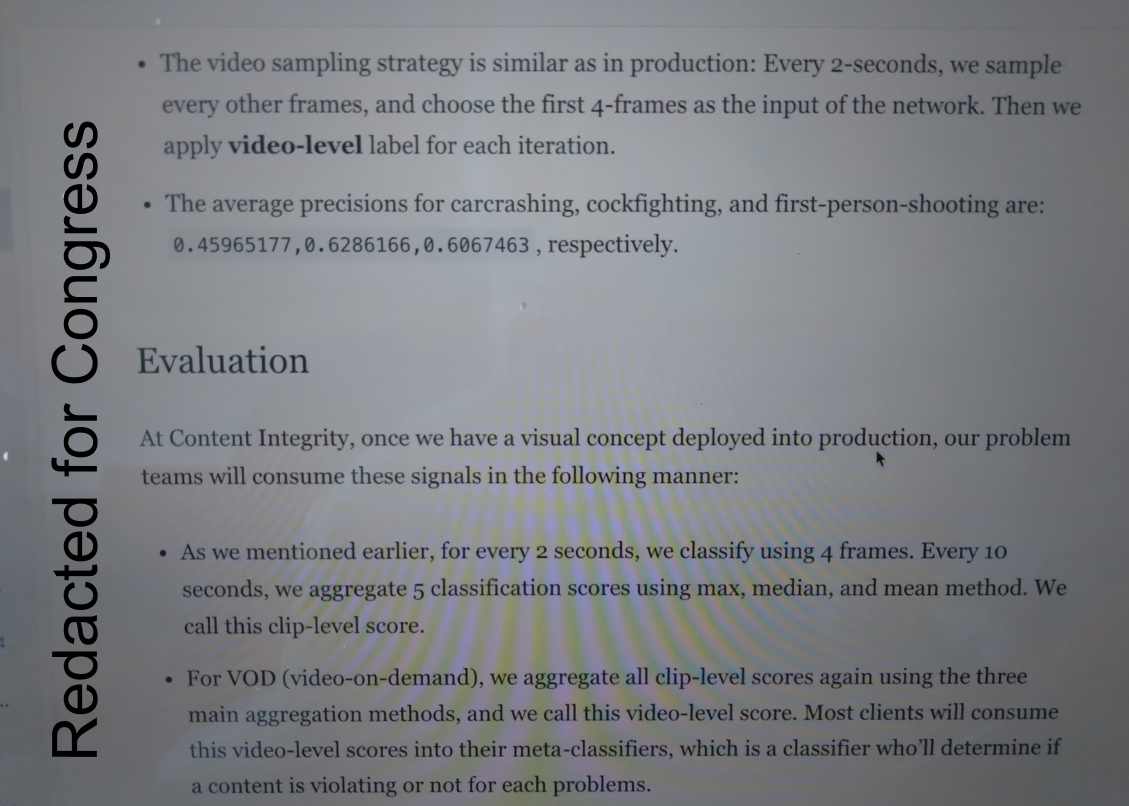 Redacted for Congress
• The video sampling strategy is similar as in production: Every 2-seconds, we sample
every other frames, and choose the first 4-frames as the input of the network. Then we
apply video-level label for each iteration.
• The average precisions for carcrashing, cockfighting, and first-person-shooting are:
0.45965177,0.6286166,0.6067463 , respectively.
Evaluation
At Content Integrity, once we have a visual concept deployed into production, our problem
teams will consume these signals in the following manner:
• As we mentioned earlier, for every 2 seconds, we classify using 4 frames. Every 10
seconds, we aggregate 5 classification scores using max, median, and mean method. We
call this clip-level score.
• For VOD (video-on-demand), we aggregate all clip-level scores again using the three
main aggregation methods, and we call this video-level score. Most clients will consume
this video-level scores into their meta-classifiers, which is a classifier who'll determine if
a content is violating or not for each problems.